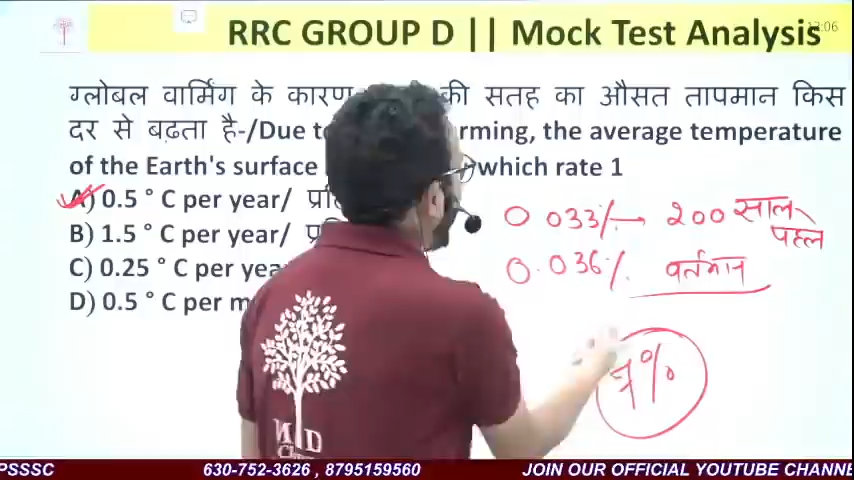 RRC GROUP D || Mock Test Analysis
ग्लोबल वार्मिंग के कारण की सतह का औसत तापमान किस
दर से बढ़ता है-/Due to rming, the average temperature
of the Earth's surface which rate 1
A) 0.5 ° C per year/
B) 1.5 ° C per year/
C) 0.25 ° C per yea
D) 0.5 ° C per m
0.033% → 200 साल
पहले
0.036% वर्तमान
7%
PSSSC 630-752-3626 , 8795159560 JOIN OUR OFFICIAL YOUTUBE CHANNE